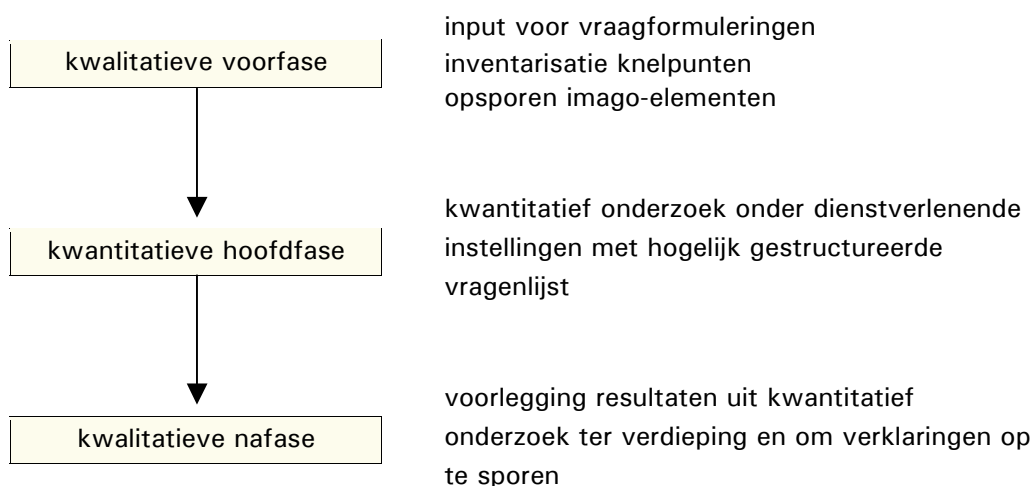 input voor vraagformuleringen
kwalitatieve voorfase
inventarisatie knelpunten
opsporen imago-elementen
kwantitatief onderzoek onder dienstverlenende
kwantitatieve hoofdfase
instellingen met hogelijk gestructureerde
vragenlijst
voorlegging resultaten uit kwantitatief
kwalitatieve nafase
onderzoek ter verdieping en om verklaringen op
te sporen